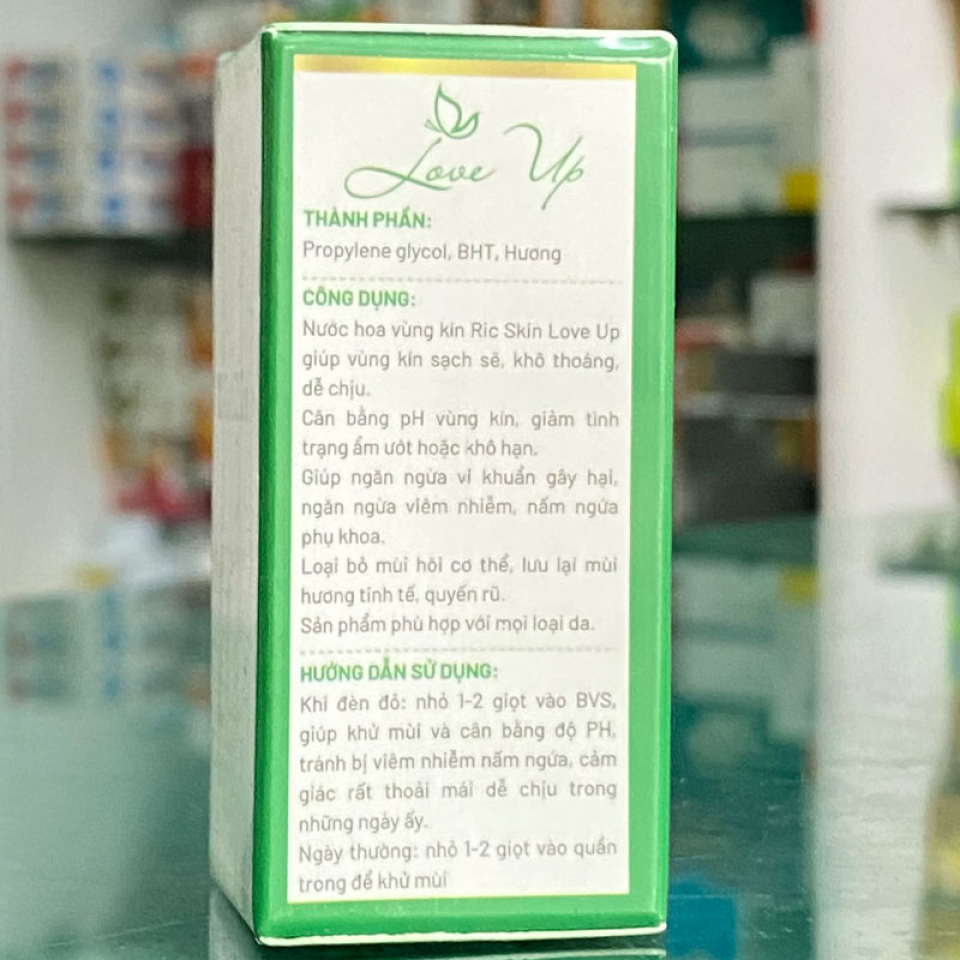 Love Up
THÀNH PHẦN:
Propylene glycol, BHT, Hương
CÔNG DỤNG:
Nước hoa vùng kín Ric Skin Love Up
giúp vùng kín sạch sẽ, khô thoáng,
dễ chịu.
Cân bằng pH vùng kín, giảm tình
trạng ẩm ướt hoặc khô hạn.
Giúp ngăn ngừa vi khuẩn gây hại,
ngăn ngừa viêm nhiễm, nấm ngứa
phụ khoa.
Loại bỏ mùi hôi cơ thể, lưu lại mùi
hương tinh tế, quyến rũ.
Sản phẩm phù hợp với mọi loại da.
HƯỚNG DẪN SỬ DỤNG:
Khi đèn đỏ: nhỏ 1-2 giọt vào BVS,
giúp khử mùi và cân bằng độ PH,
tránh bị viêm nhiễm nấm ngứa, cảm
giác rất thoải mái dễ chịu trong
những ngày ấy.
Ngày thường: nhỏ 1-2 giọt vào quần
trong để khử mùi